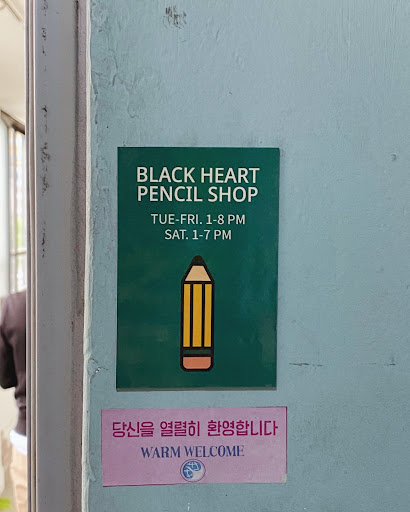 BLACK HEART
PENCIL SHOP
TUE-FRI. 1-8 PM
SAT. 1-7 PM
당신을 열렬히 환영합니다
WARM WELCOME